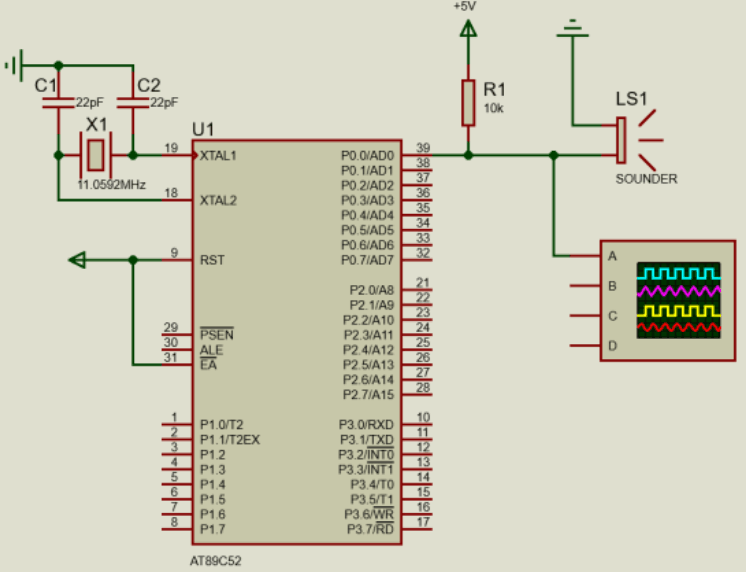 +5V
C1
22pF
C2
22pF
X1
11.0592MHz
U1
R1
10k
LS1
SOUNDER
19 XTAL1
18 XTAL2
9 RST
29 PSEN
30 ALE
31 EA
1 P1.0/T2
2 P1.1/T2EX
3 P1.2
4 P1.3
5 P1.4
6 P1.5
7 P1.6
8 P1.7
P0.0/AD0 39
P0.1/AD1 38
P0.2/AD2 37
P0.3/AD3 36
P0.4/AD4 35
P0.5/AD5 34
P0.6/AD6 33
P0.7/AD7 32
P2.0/A8 21
P2.1/A9 22
P2.2/A10 23
P2.3/A11 24
P2.4/A12 25
P2.5/A13 26
P2.6/A14 27
P2.7/A15 28
P3.0/RXD 10
P3.1/TXD 11
P3.2/INT0 12
P3.3/INT1 13
P3.4/T0 14
P3.5/T1 15
P3.6/WR 16
P3.7/RD 17
AT89C52
A
B
C
D